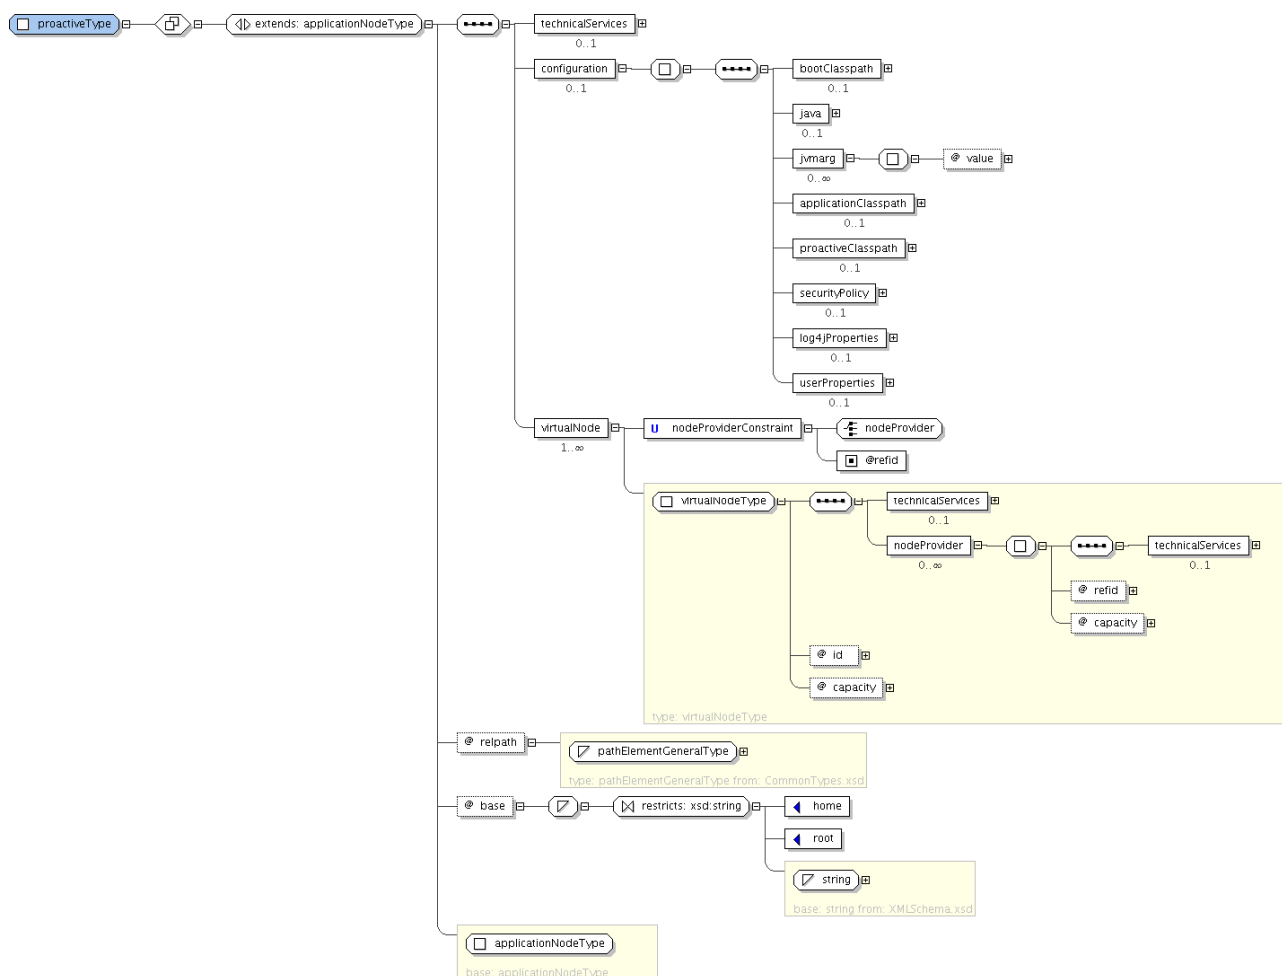 proactiveType
extends: applicationNodeType
technicalServices
0..1
configuration
0..1
bootClasspath
0..1
java
0..1
jvmarg
@ value
0..∞
applicationClasspath
0..1
proactiveClasspath
0..1
securityPolicy
0..1
log4jProperties
0..1
userProperties
0..1
virtualNode
1..∞
U nodeProviderConstraint
nodeProvider
@refid
virtualNodeType
technicalServices
0..1
nodeProvider
0..∞
technicalServices
0..1
@ refid
@ capacity
@ id
@ capacity
type: virtualNodeType
@ relpath
pathElementGeneralType
type: pathElementGeneralType from: CommonTypes.xsd
@ base
restricts: xsd:string
home
root
string
base: string from: XMLSchema.xsd
applicationNodeType
base: applicationNodeType